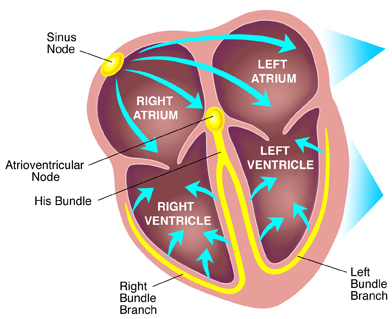 Sinus
Node
LEFT
ATRIUM
RIGHT
ATRIUM
Atrioventricular
Node
LEFT
VENTRICLE
His Bundle
RIGHT
VENTRICLE
Right
Bundle
Branch
Left
Bundle
Branch